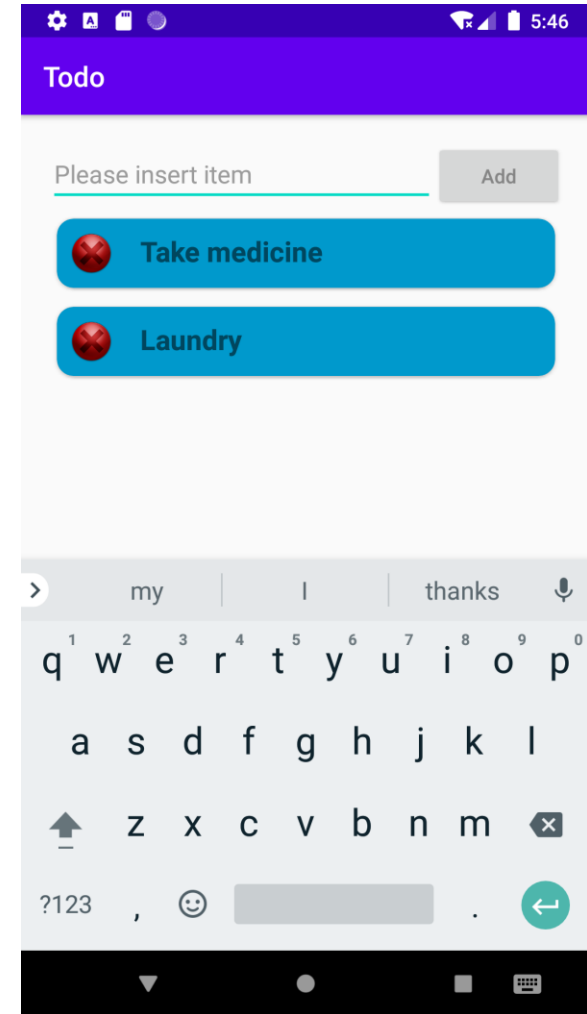 5:46
Todo
Please insert item Add
Take medicine
Laundry
my I thanks
1 2 3 4 5 6 7 8 9 0
q w e r t y u i o p
a s d f g h j k l
z x c v b n m
?123 , .